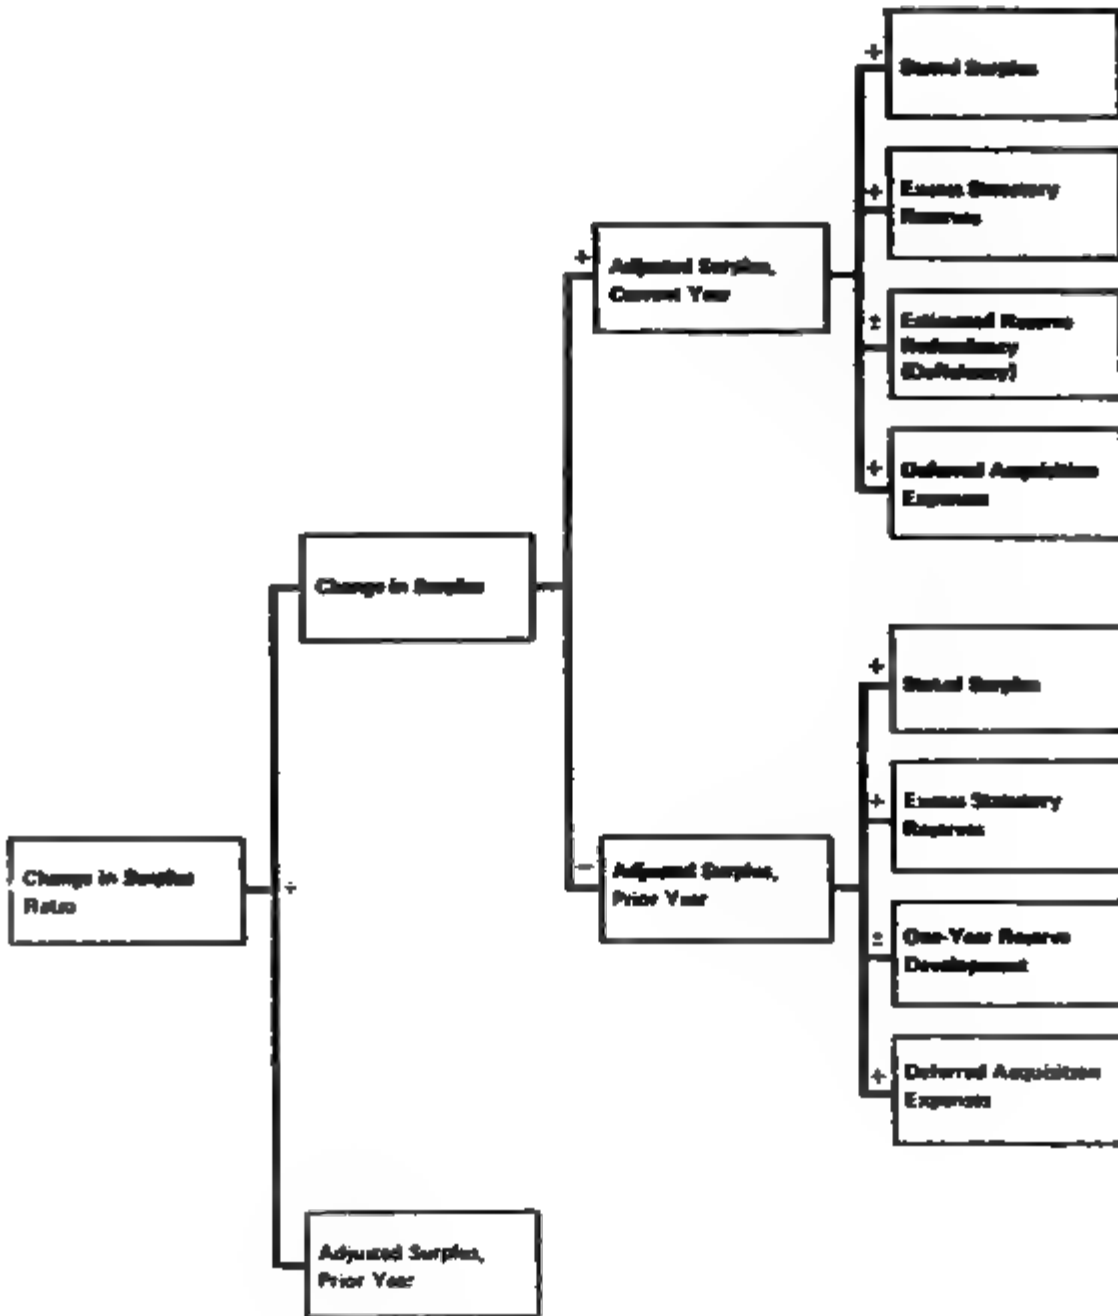 +
Stated Surplus
+
Excess Statutory
Reserves
+
Adjusted Surplus,
Current Year
±
Estimated Reserve
Redundancy
(Deficiency)
+
Deferred Acquisition
Expenses
Change in Surplus
+
Stated Surplus
+
Excess Statutory
Reserves
Change in Surplus
Ratio
÷
−
Adjusted Surplus,
Prior Year
±
One-Year Reserve
Development
+
Deferred Acquisition
Expenses
Adjusted Surplus,
Prior Year